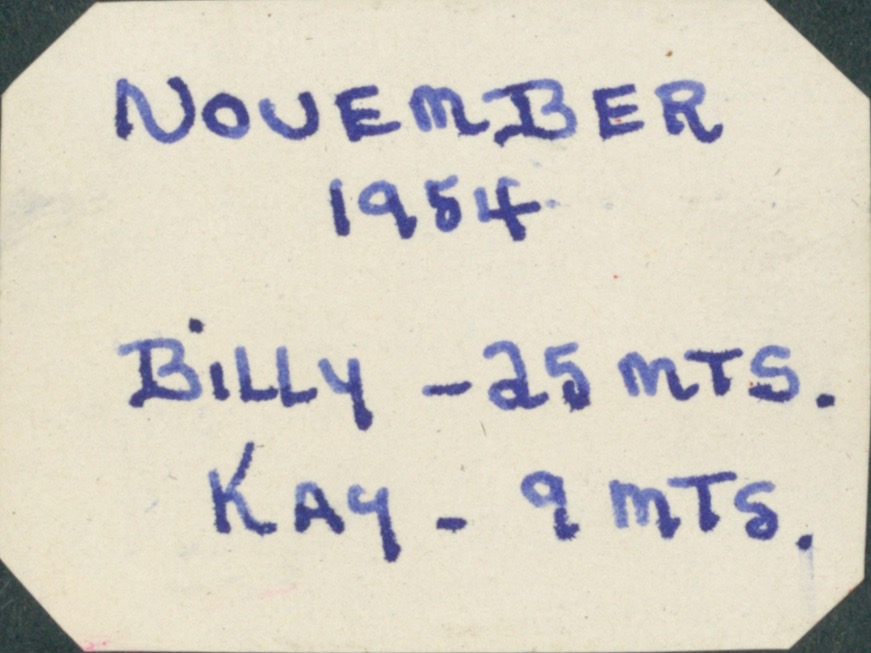 NOVEMBER
1954
BiLLY - 25 MTS.
KAY - 9 MTS.